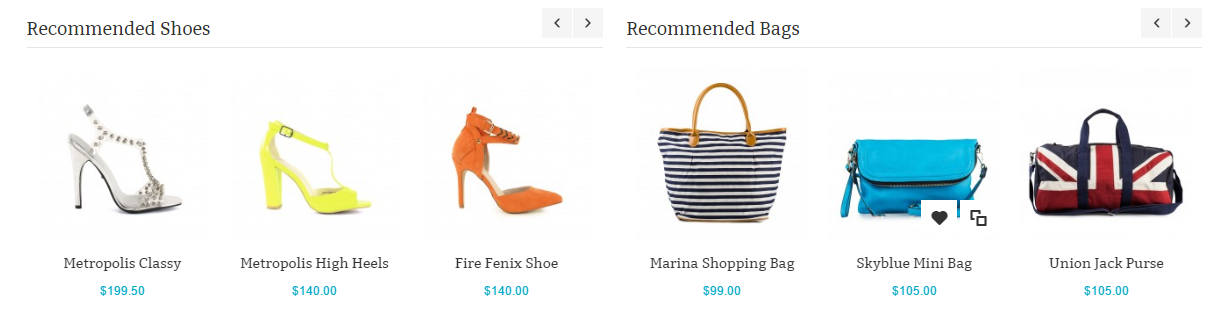 Recommended Shoes
Metropolis Classy
$199.50
Metropolis High Heels
$140.00
Fire Fenix Shoe
$140.00
Recommended Bags
Marina Shopping Bag
$99.00
Skyblue Mini Bag
$105.00
Union Jack Purse
$105.00